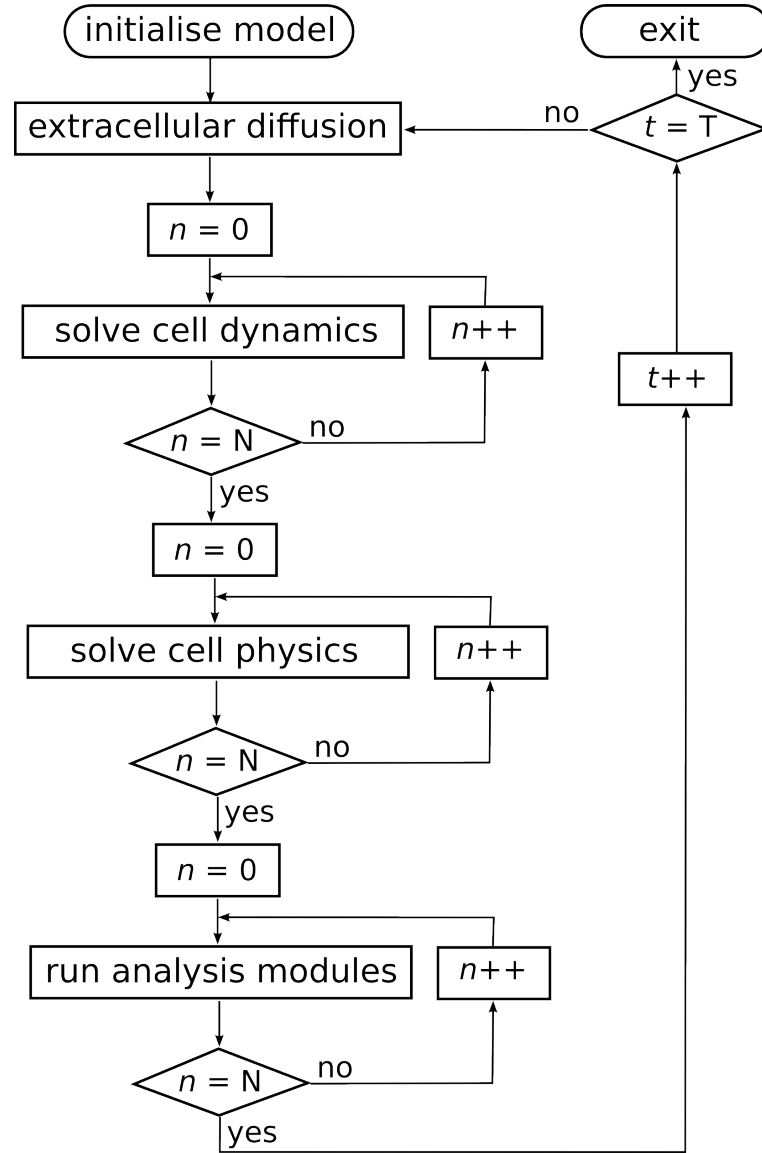 initialise model
exit
yes
extracellular diffusion
no
t = T
n = 0
solve cell dynamics
n++
t++
n = N
no
yes
n = 0
solve cell physics
n++
n = N
no
yes
n = 0
run analysis modules
n++
n = N
no
yes